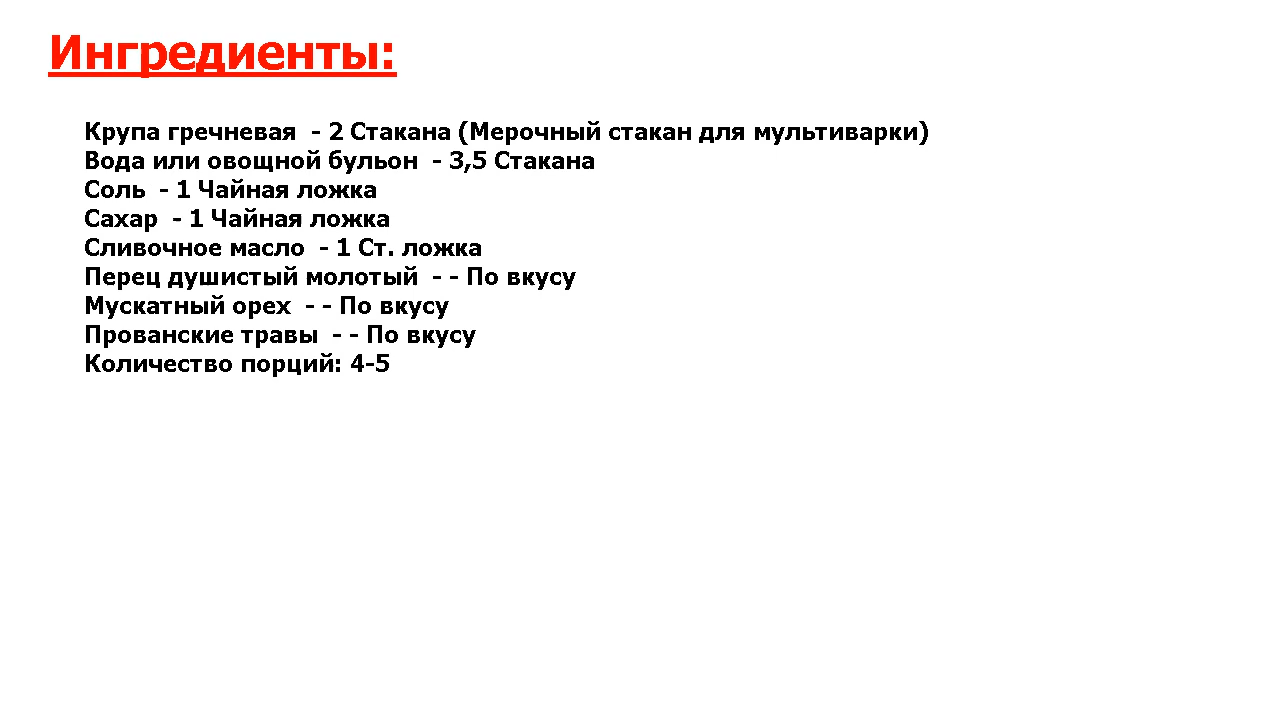 Ингредиенты:
Крупа гречневая  - 2 Стакана (Мерочный стакан для мультиварки)
Вода или овощной бульон  - 3,5 Стакана
Соль  - 1 Чайная ложка
Сахар  - 1 Чайная ложка
Сливочное масло  - 1 Ст. ложка
Перец душистый молотый  - - По вкусу
Мускатный орех  - - По вкусу
Прованские травы  - - По вкусу
Количество порций: 4-5